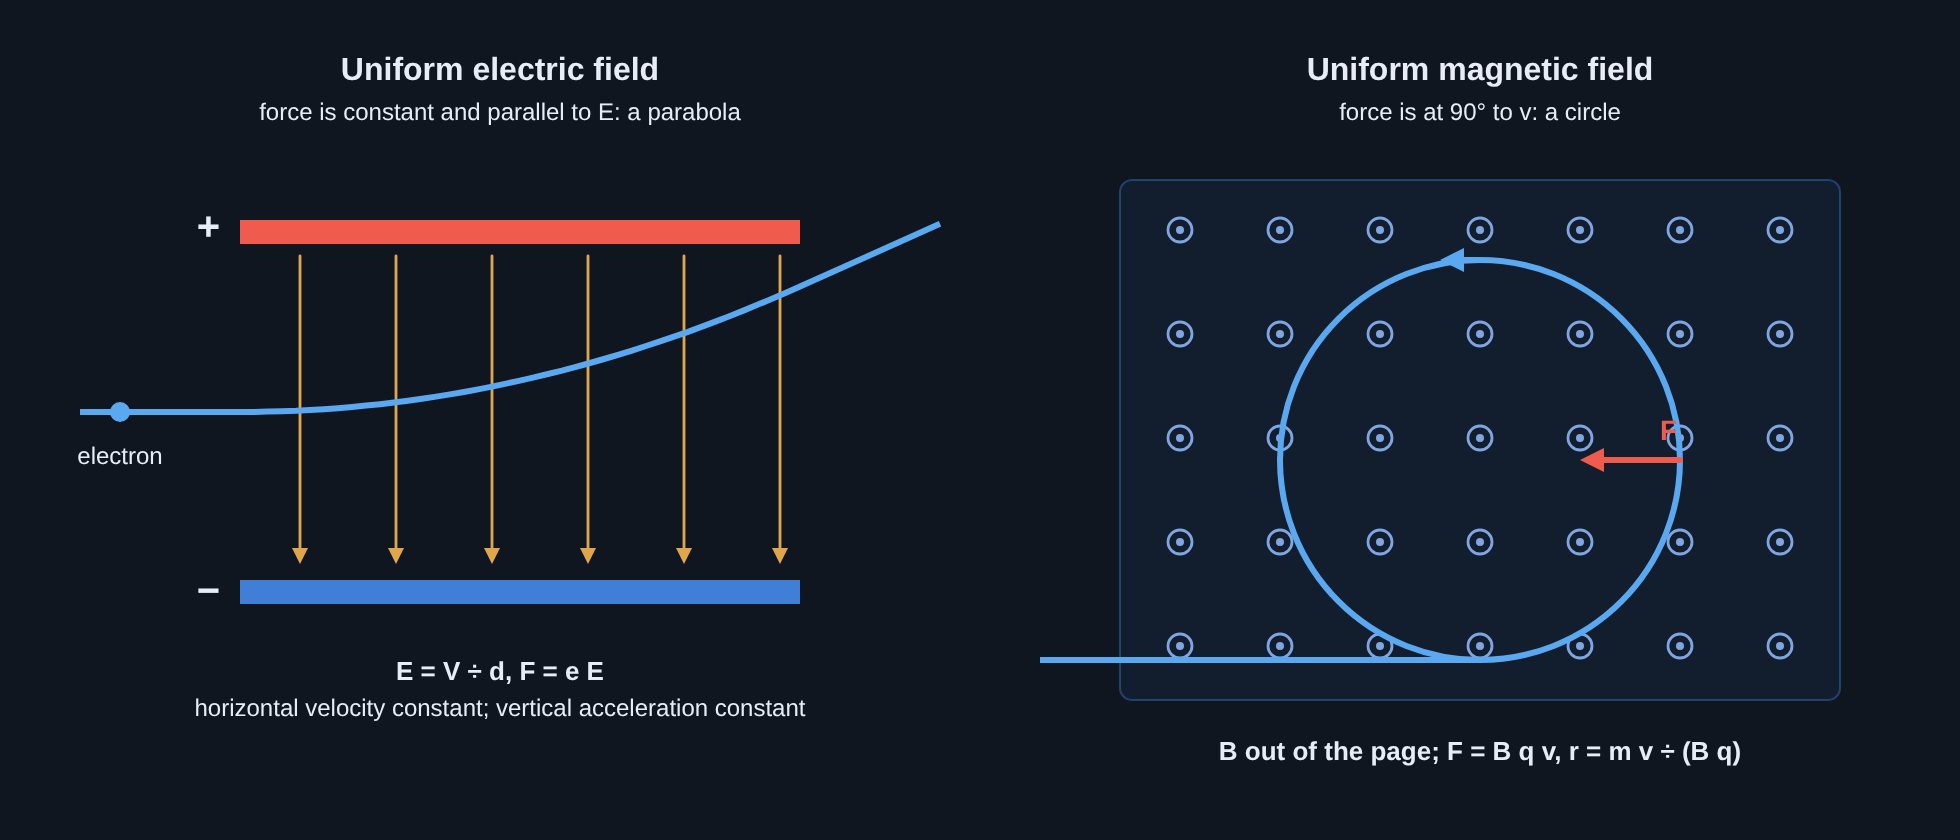 Uniform electric field
force is constant and parallel to E: a parabola
+
electron
−
E = V ÷ d, F = e E
horizontal velocity constant; vertical acceleration constant
Uniform magnetic field
force is at 90° to v: a circle
F
B out of the page; F = B q v, r = m v ÷ (B q)